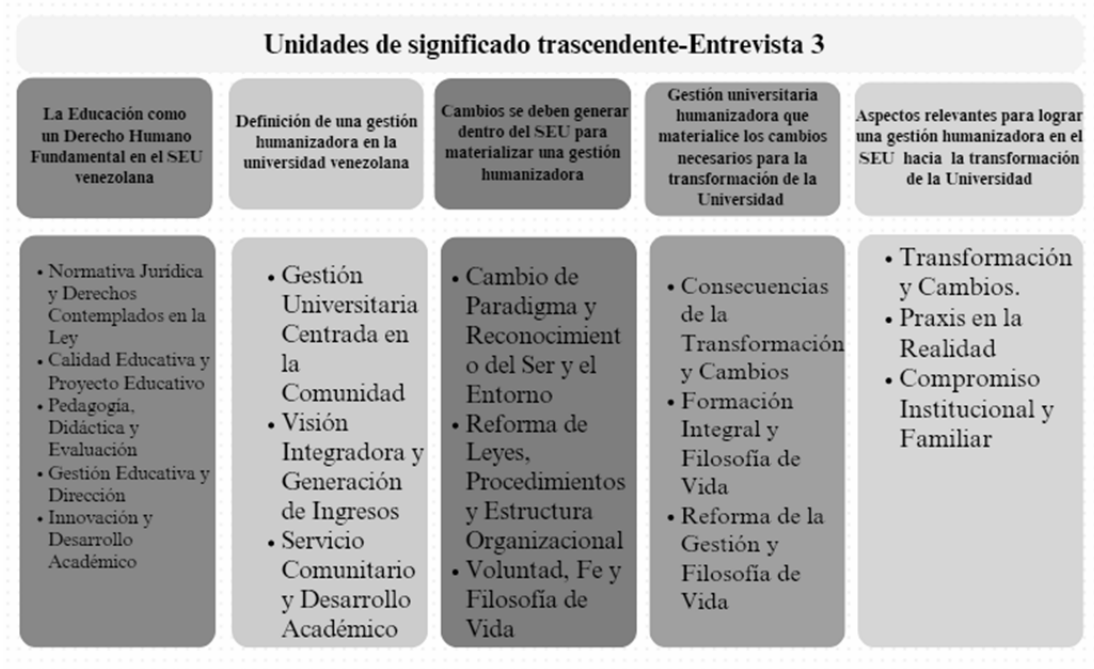 Unidades de significado trascendente-Entrevista 3
La Educación como
un Derecho Humano
Fundamental en el SEU
venezolana
Definición de una gestión
humanizadora en la
universidad venezolana
Cambios se deben generar
dentro del SEU para
materializar una gestión
humanizadora
Gestión universitaria
humanizadora que
materialice los cambios
necesarios para la
transformación de la
Universidad
Aspectos relevantes para lograr
una gestión humanizadora en el
SEU hacia la transformación
de la Universidad
• Normativa Jurídica
y Derechos
Contemplados en la
Ley
• Calidad Educativa y
Proyecto Educativo
• Pedagogía,
Didáctica y
Evaluación
• Gestión Educativa y
Dirección
• Innovación y
Desarrollo
Académico
• Gestión
Universitaria
Centrada en
la
Comunidad
• Visión
Integradora y
Generación
de Ingresos
• Servicio
Comunitario
y Desarrollo
Académico
• Cambio de
Paradigma y
Reconocimient
o del Ser y el
Entorno
• Reforma de
Leyes,
Procedimientos
y Estructura
Organizacional
• Voluntad, Fe y
Filosofía de
Vida
• Consecuencias
de la
Transformación
y Cambios
• Formación
Integral y
Filosofía de
Vida
• Reforma de la
Gestión y
Filosofía de
Vida
• Transformación
y Cambios.
• Praxis en la
Realidad
• Compromiso
Institucional y
Familiar